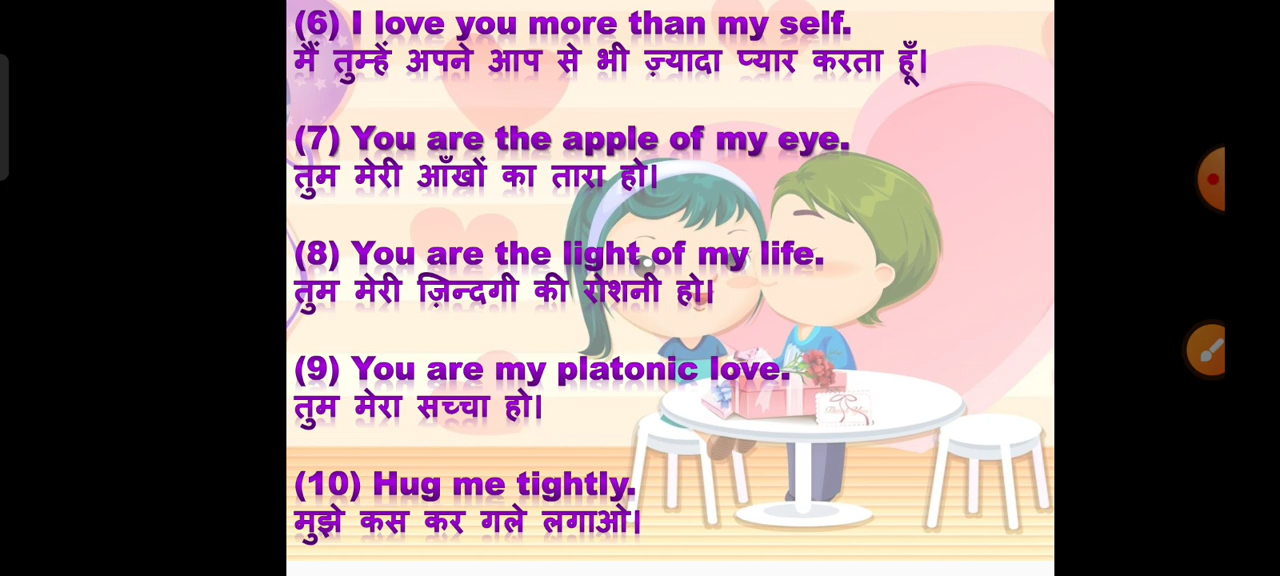 (6) I love you more than my self.
मैं तुम्हें अपने आप से भी ज़्यादा प्यार करता हूँ।
(7) You are the apple of my eye.
तुम मेरी आँखों का तारा हो।
(8) You are the light of my life.
तुम मेरी ज़िन्दगी की रोशनी हो।
(9) You are my platonic love.
तुम मेरा सच्चा हो।
(10) Hug me tightly.
मुझे कस कर गले लगाओ।